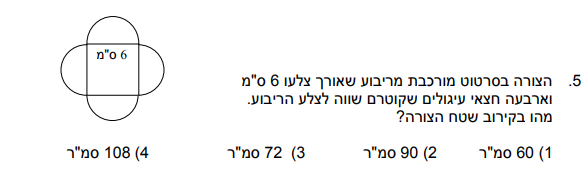 6 ס"מ
5. הצורה בסרטוט מורכבת מריבוע שאורך צלעו 6 ס"מ
וארבעה חצאי עיגולים שקוטרם שווה לצלע הריבוע.
מהו בקירוב שטח הצורה?
1) 60 סמ"ר 2) 90 סמ"ר 3) 72 סמ"ר 4) 108 סמ"ר